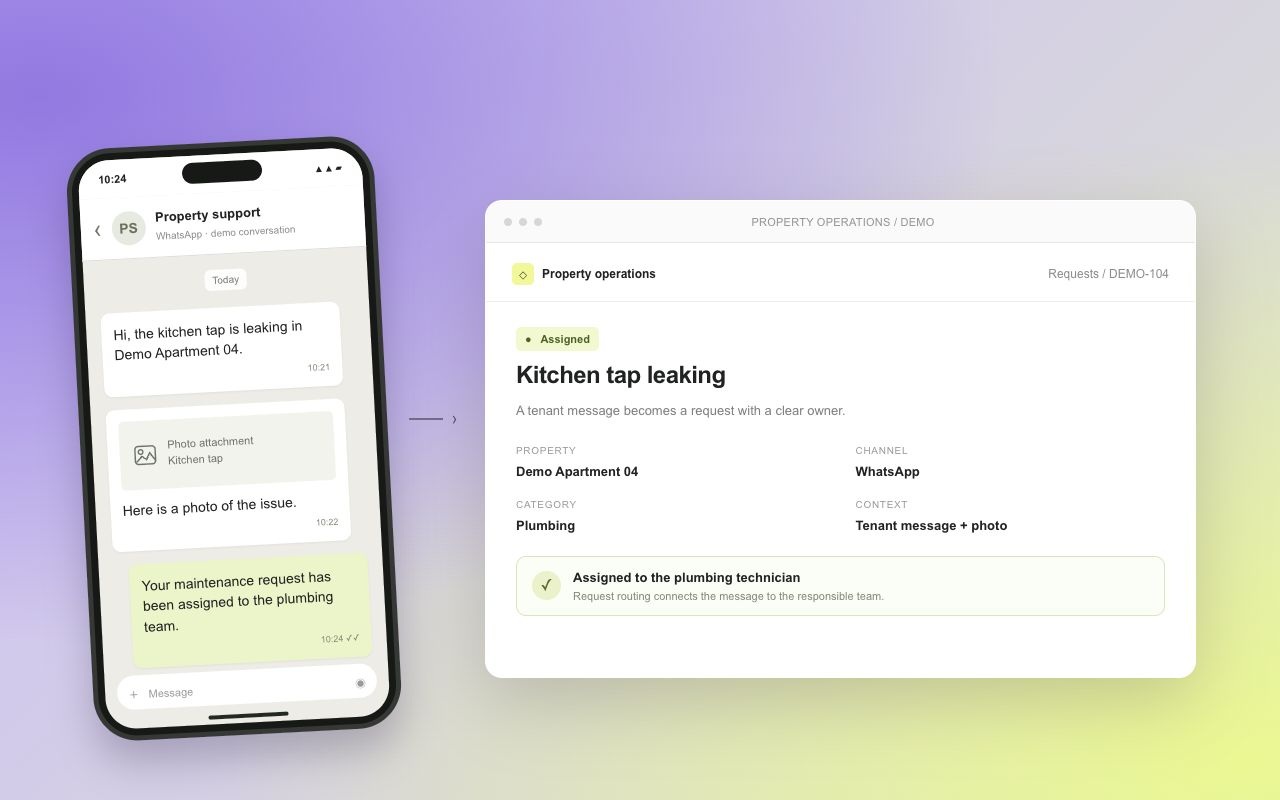 10:24
PS
Property support
WhatsApp · demo conversation
Today
Hi, the kitchen tap is leaking in
Demo Apartment 04.
10:21
Photo attachment
Kitchen tap
Here is a photo of the issue.
10:22
Your maintenance request has
been assigned to the plumbing
team.
10:24 ✓✓
+ Message
PROPERTY OPERATIONS / DEMO
Property operations
Requests / DEMO-104
Assigned
Kitchen tap leaking
A tenant message becomes a request with a clear owner.
PROPERTY
Demo Apartment 04
CHANNEL
WhatsApp
CATEGORY
Plumbing
CONTEXT
Tenant message + photo
Assigned to the plumbing technician
Request routing connects the message to the responsible team.